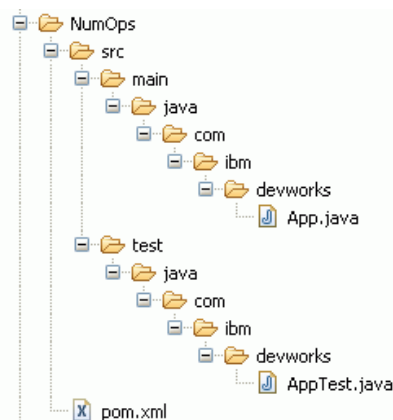 NumOps
src
main
java
com
ibm
devworks
App.java
test
java
com
ibm
devworks
AppTest.java
pom.xml